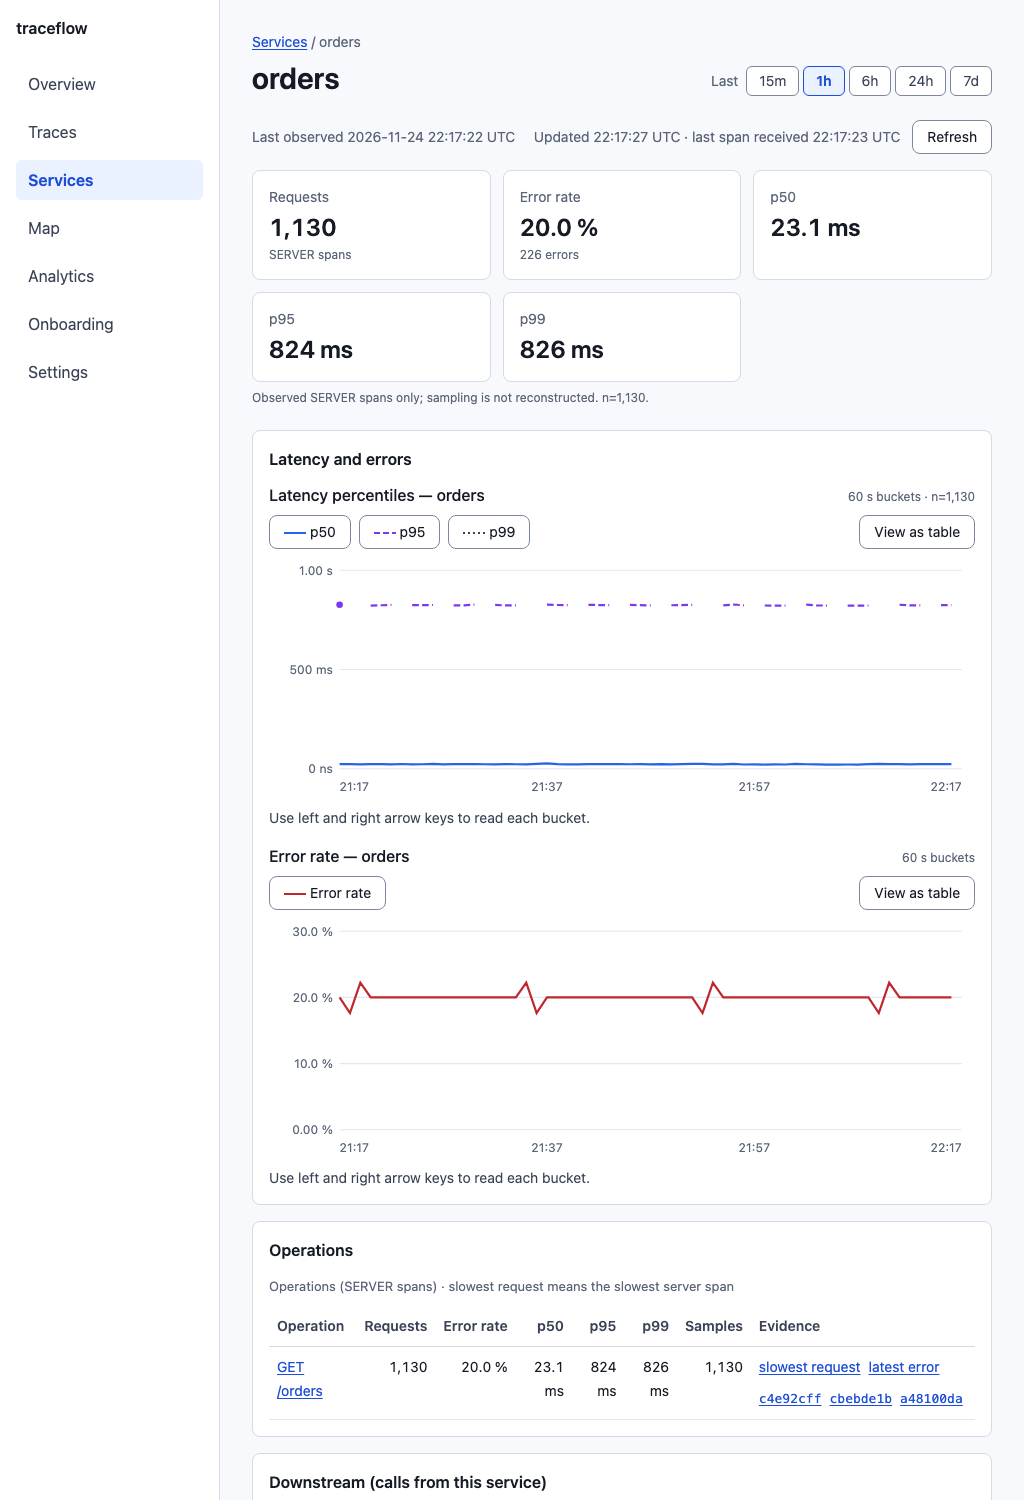 traceflow
Overview
Traces
Services
Map
Analytics
Onboarding
Settings
Services / orders
orders
Last 15m 1h 6h 24h 7d
Last observed 2026-11-24 22:17:22 UTC Updated 22:17:27 UTC · last span received 22:17:23 UTC Refresh
Requests
1,130
SERVER spans
Error rate
20.0 %
226 errors
p50
23.1 ms
p95
824 ms
p99
826 ms
Observed SERVER spans only; sampling is not reconstructed. n=1,130.
Latency and errors
Latency percentiles — orders 60 s buckets · n=1,130
p50 p95 p99 View as table
1.00 s
500 ms
0 ns
21:17 21:37 21:57 22:17
Use left and right arrow keys to read each bucket.
Error rate — orders 60 s buckets
Error rate View as table
30.0 %
20.0 %
10.0 %
0.00 %
21:17 21:37 21:57 22:17
Use left and right arrow keys to read each bucket.
Operations
Operations (SERVER spans) · slowest request means the slowest server span
Operation Requests Error rate p50 p95 p99 Samples Evidence
GET 1,130 20.0 % 23.1 824 826 1,130 slowest request latest error
/orders ms ms ms c4e92cff cbebde1b a48100da
Downstream (calls from this service)